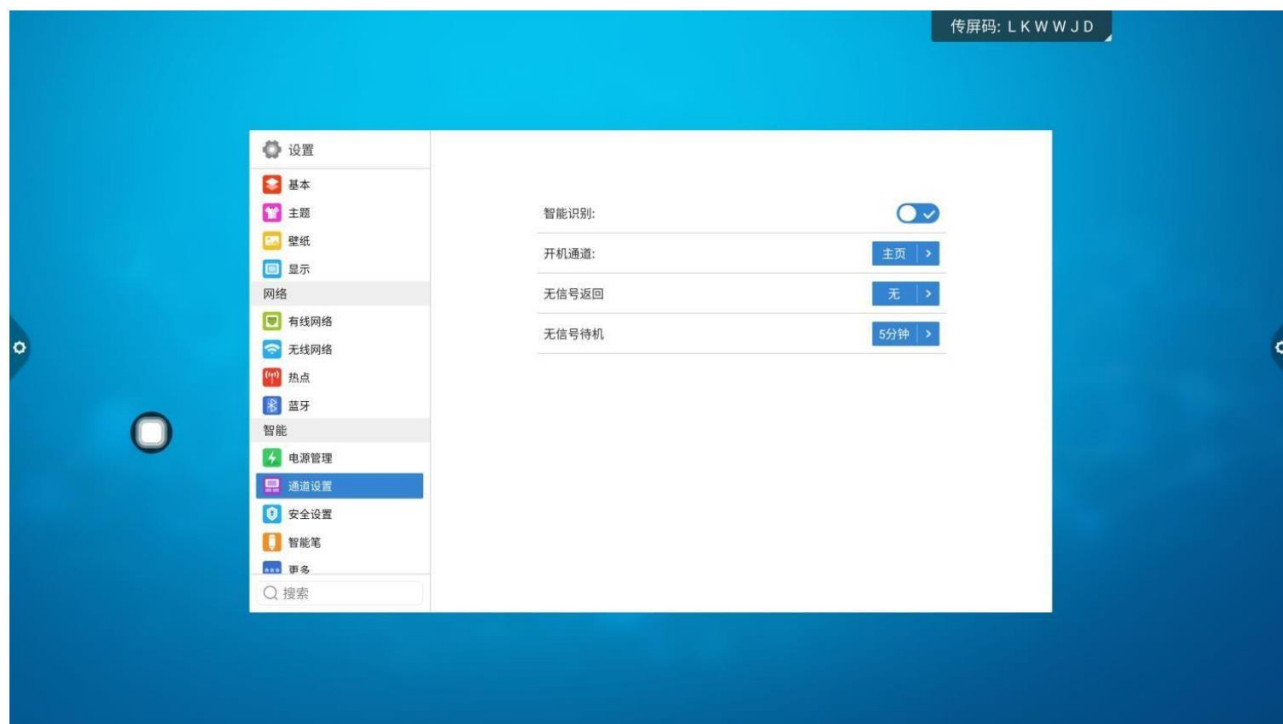 传屏码: L K W W J D
设置
基本
主题
壁纸
显示
网络
有线网络
无线网络
热点
蓝牙
智能
电源管理
通道设置
安全设置
智能笔
更多
搜索
智能识别:
开机通道:
主页
无信号返回
无
无信号待机
5分钟